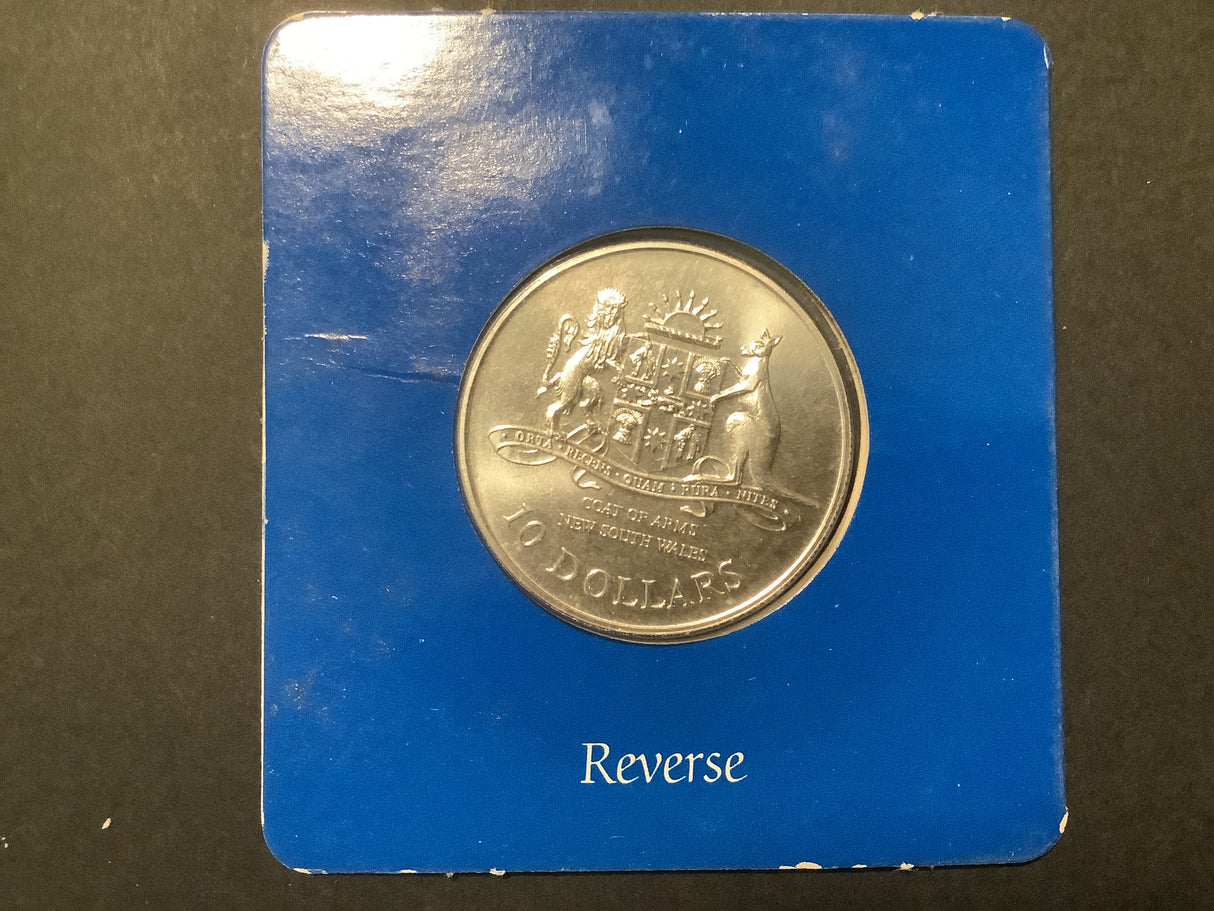 · ORTA · RECENS · QUAM · PURA · NITES ·
COAT OF ARMS
NEW SOUTH WALES
10 DOLLARS
Reverse